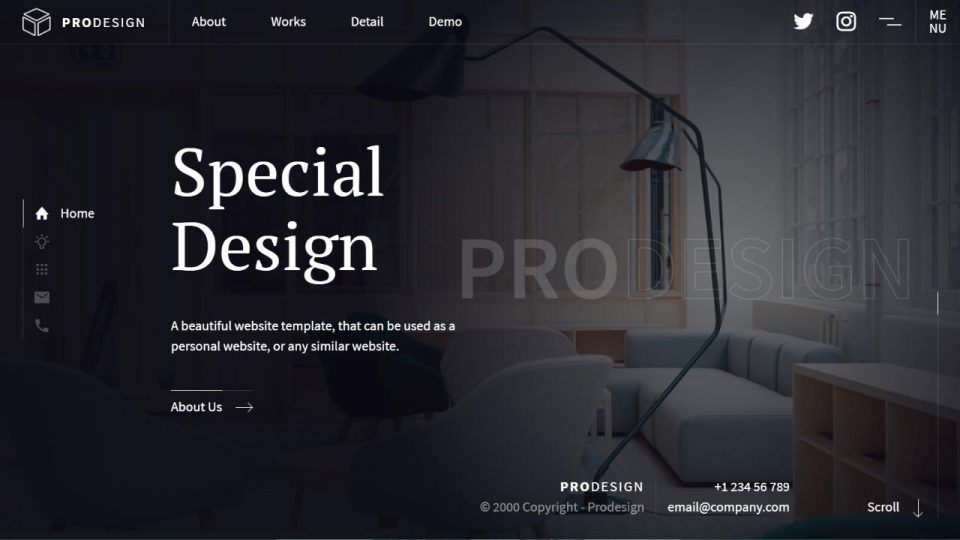 PRODESIGN
About
Works
Detail
Demo
ME
NU
Special
Design
Home
PRODESIGN
A beautiful website template, that can be used as a
personal website, or any similar website.
About Us
PRODESIGN
© 2000 Copyright - Prodesign
+1 234 56 789
email@company.com
Scroll